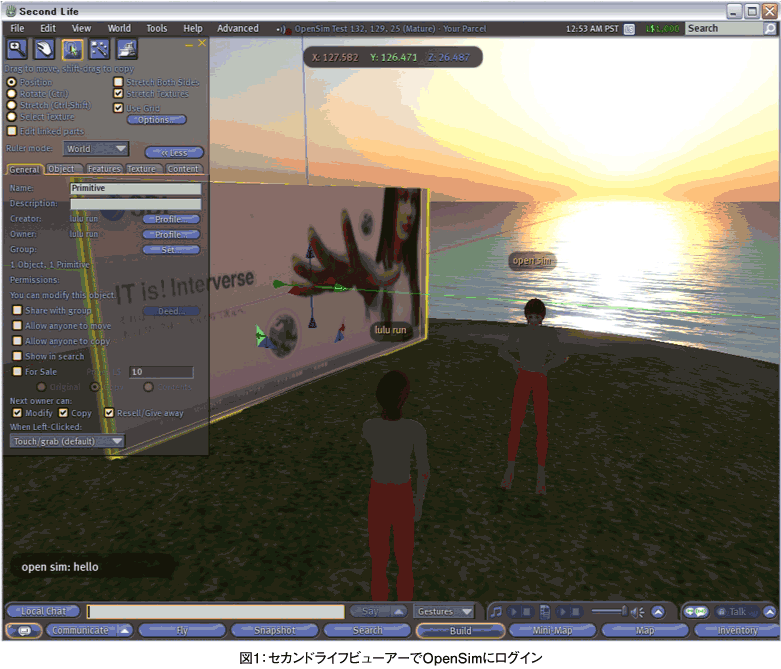 Second Life
File Edit View World Tools Help Advanced OpenSim Test 132, 129, 25 (Mature) - Your Parcel 12:53 AM PST L$1,000 Search
X: 127.582 Y: 126.471 Z: 26.487
Drag to move, shift-drag to copy
Position
Rotate (Ctrl)
Stretch (Ctrl-Shift)
Select Texture
Edit linked parts
Stretch Both Sides
Stretch Textures
Use Grid
Options...
Ruler mode: World
<< Less
General Object Features Texture Content
Name: Primitive
Description:
Creator: lulu run Profile...
Owner: lulu run Profile...
Group: Set...
1 Object, 1 Primitive
Permissions:
You can modify this object
Share with group Deed...
Allow anyone to move
Allow anyone to copy
Show in search
For Sale 10
Original Copy Contents
Next owner can:
Modify Copy Resell/Give away
When Left-Clicked:
Touch/grab (default)
IT is! Interverse
open sim
lulu run
open sim: hello
Local Chat Say Gestures Talk
Communicate Fly Snapshot Search Build Mini-Map Map Inventory
図1：セカンドライフビューアーでOpenSimにログイン